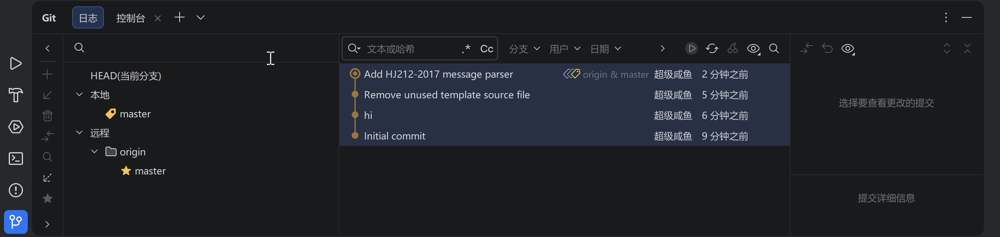 Git 日志 控制台
文本或哈希 .* Cc 分支 用户 日期
HEAD(当前分支)
本地
master
远程
origin
master
Add HJ212-2017 message parser origin & master 超级咸鱼 2 分钟之前
Remove unused template source file 超级咸鱼 5 分钟之前
hi 超级咸鱼 6 分钟之前
Initial commit 超级咸鱼 9 分钟之前
选择要查看更改的提交
提交详细信息